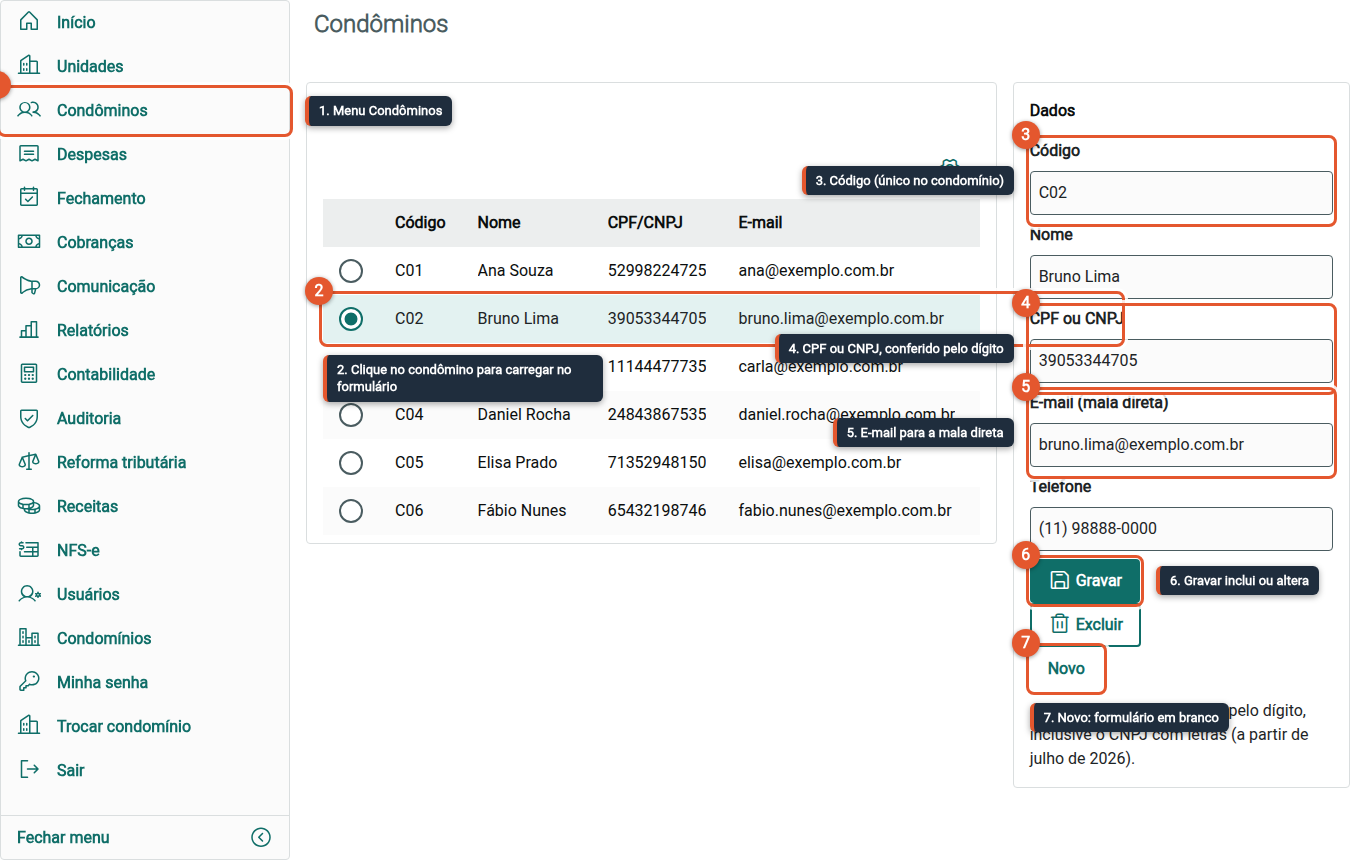 Início
Unidades
Condôminos
Despesas
Fechamento
Cobranças
Comunicação
Relatórios
Contabilidade
Auditoria
Reforma tributária
Receitas
NFS-e
Usuários
Condomínios
Minha senha
Trocar condomínio
Sair
Fechar menu
Condôminos
1. Menu Condôminos
Código Nome CPF/CNPJ E-mail
C01 Ana Souza 52998224725 ana@exemplo.com.br
2
C02 Bruno Lima 39053344705 bruno.lima@exemplo.com.br
2. Clique no condômino para carregar no
formulário
11144477735 carla@exemplo.com.br
C04 Daniel Rocha 24843867535 daniel.rocha@exemplo.com.br
C05 Elisa Prado 71352948150 elisa@exemplo.com.br
C06 Fábio Nunes 65432198746 fabio.nunes@exemplo.com.br
Dados
3
Código
3. Código (único no condomínio)
C02
Nome
Bruno Lima
4
CPF ou CNPJ
4. CPF ou CNPJ, conferido pelo dígito
39053344705
5
E-mail (mala direta)
5. E-mail para a mala direta
bruno.lima@exemplo.com.br
Telefone
(11) 98888-0000
6
Gravar
6. Gravar inclui ou altera
Excluir
7
Novo
7. Novo: formulário em branco
pelo dígito,
inclusive o CNPJ com letras (a partir de
julho de 2026).